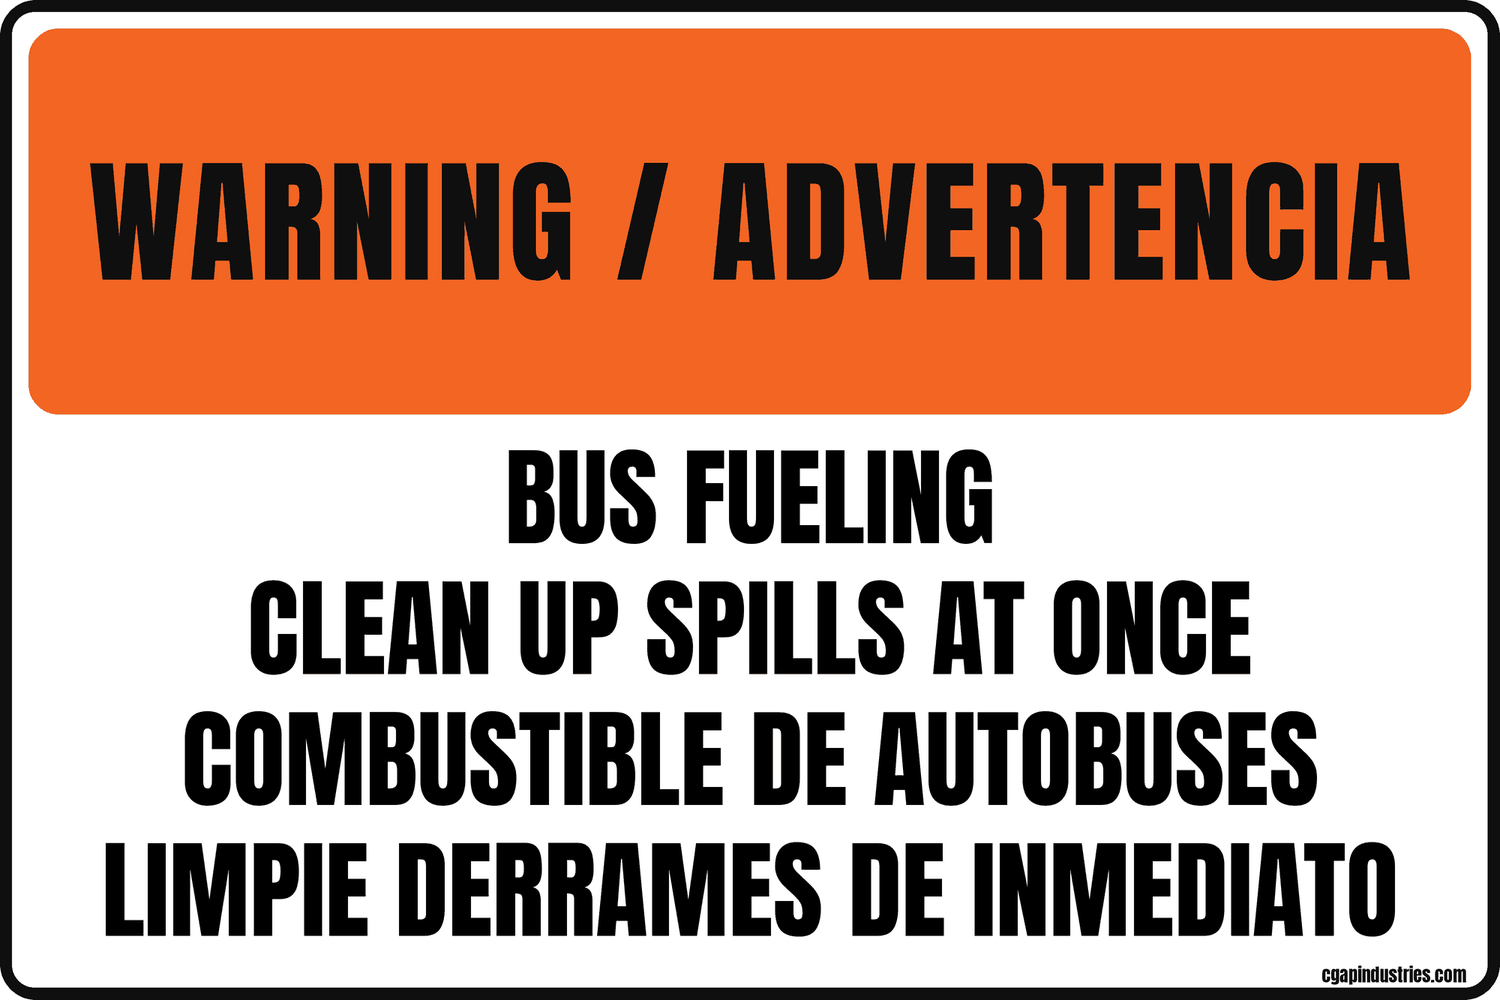 WARNING / ADVERTENCIA
BUS FUELING
CLEAN UP SPILLS AT ONCE
COMBUSTIBLE DE AUTOBUSES
LIMPIE DERRAMES DE INMEDIATO
cgapindustries.com